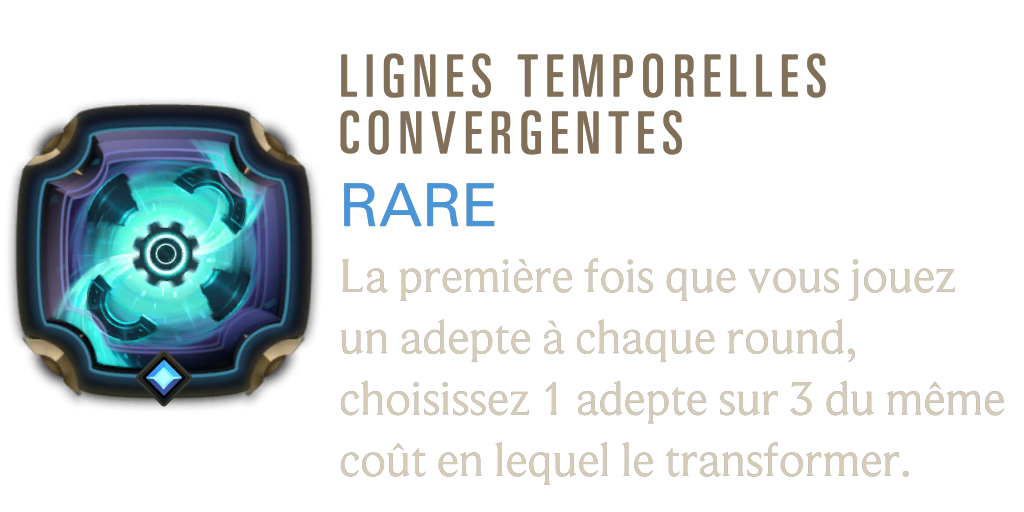 LIGNES TEMPORELLES
CONVERGENTES
RARE
La première fois que vous jouez
un adepte à chaque round,
choisissez 1 adepte sur 3 du même
coût en lequel le transformer.